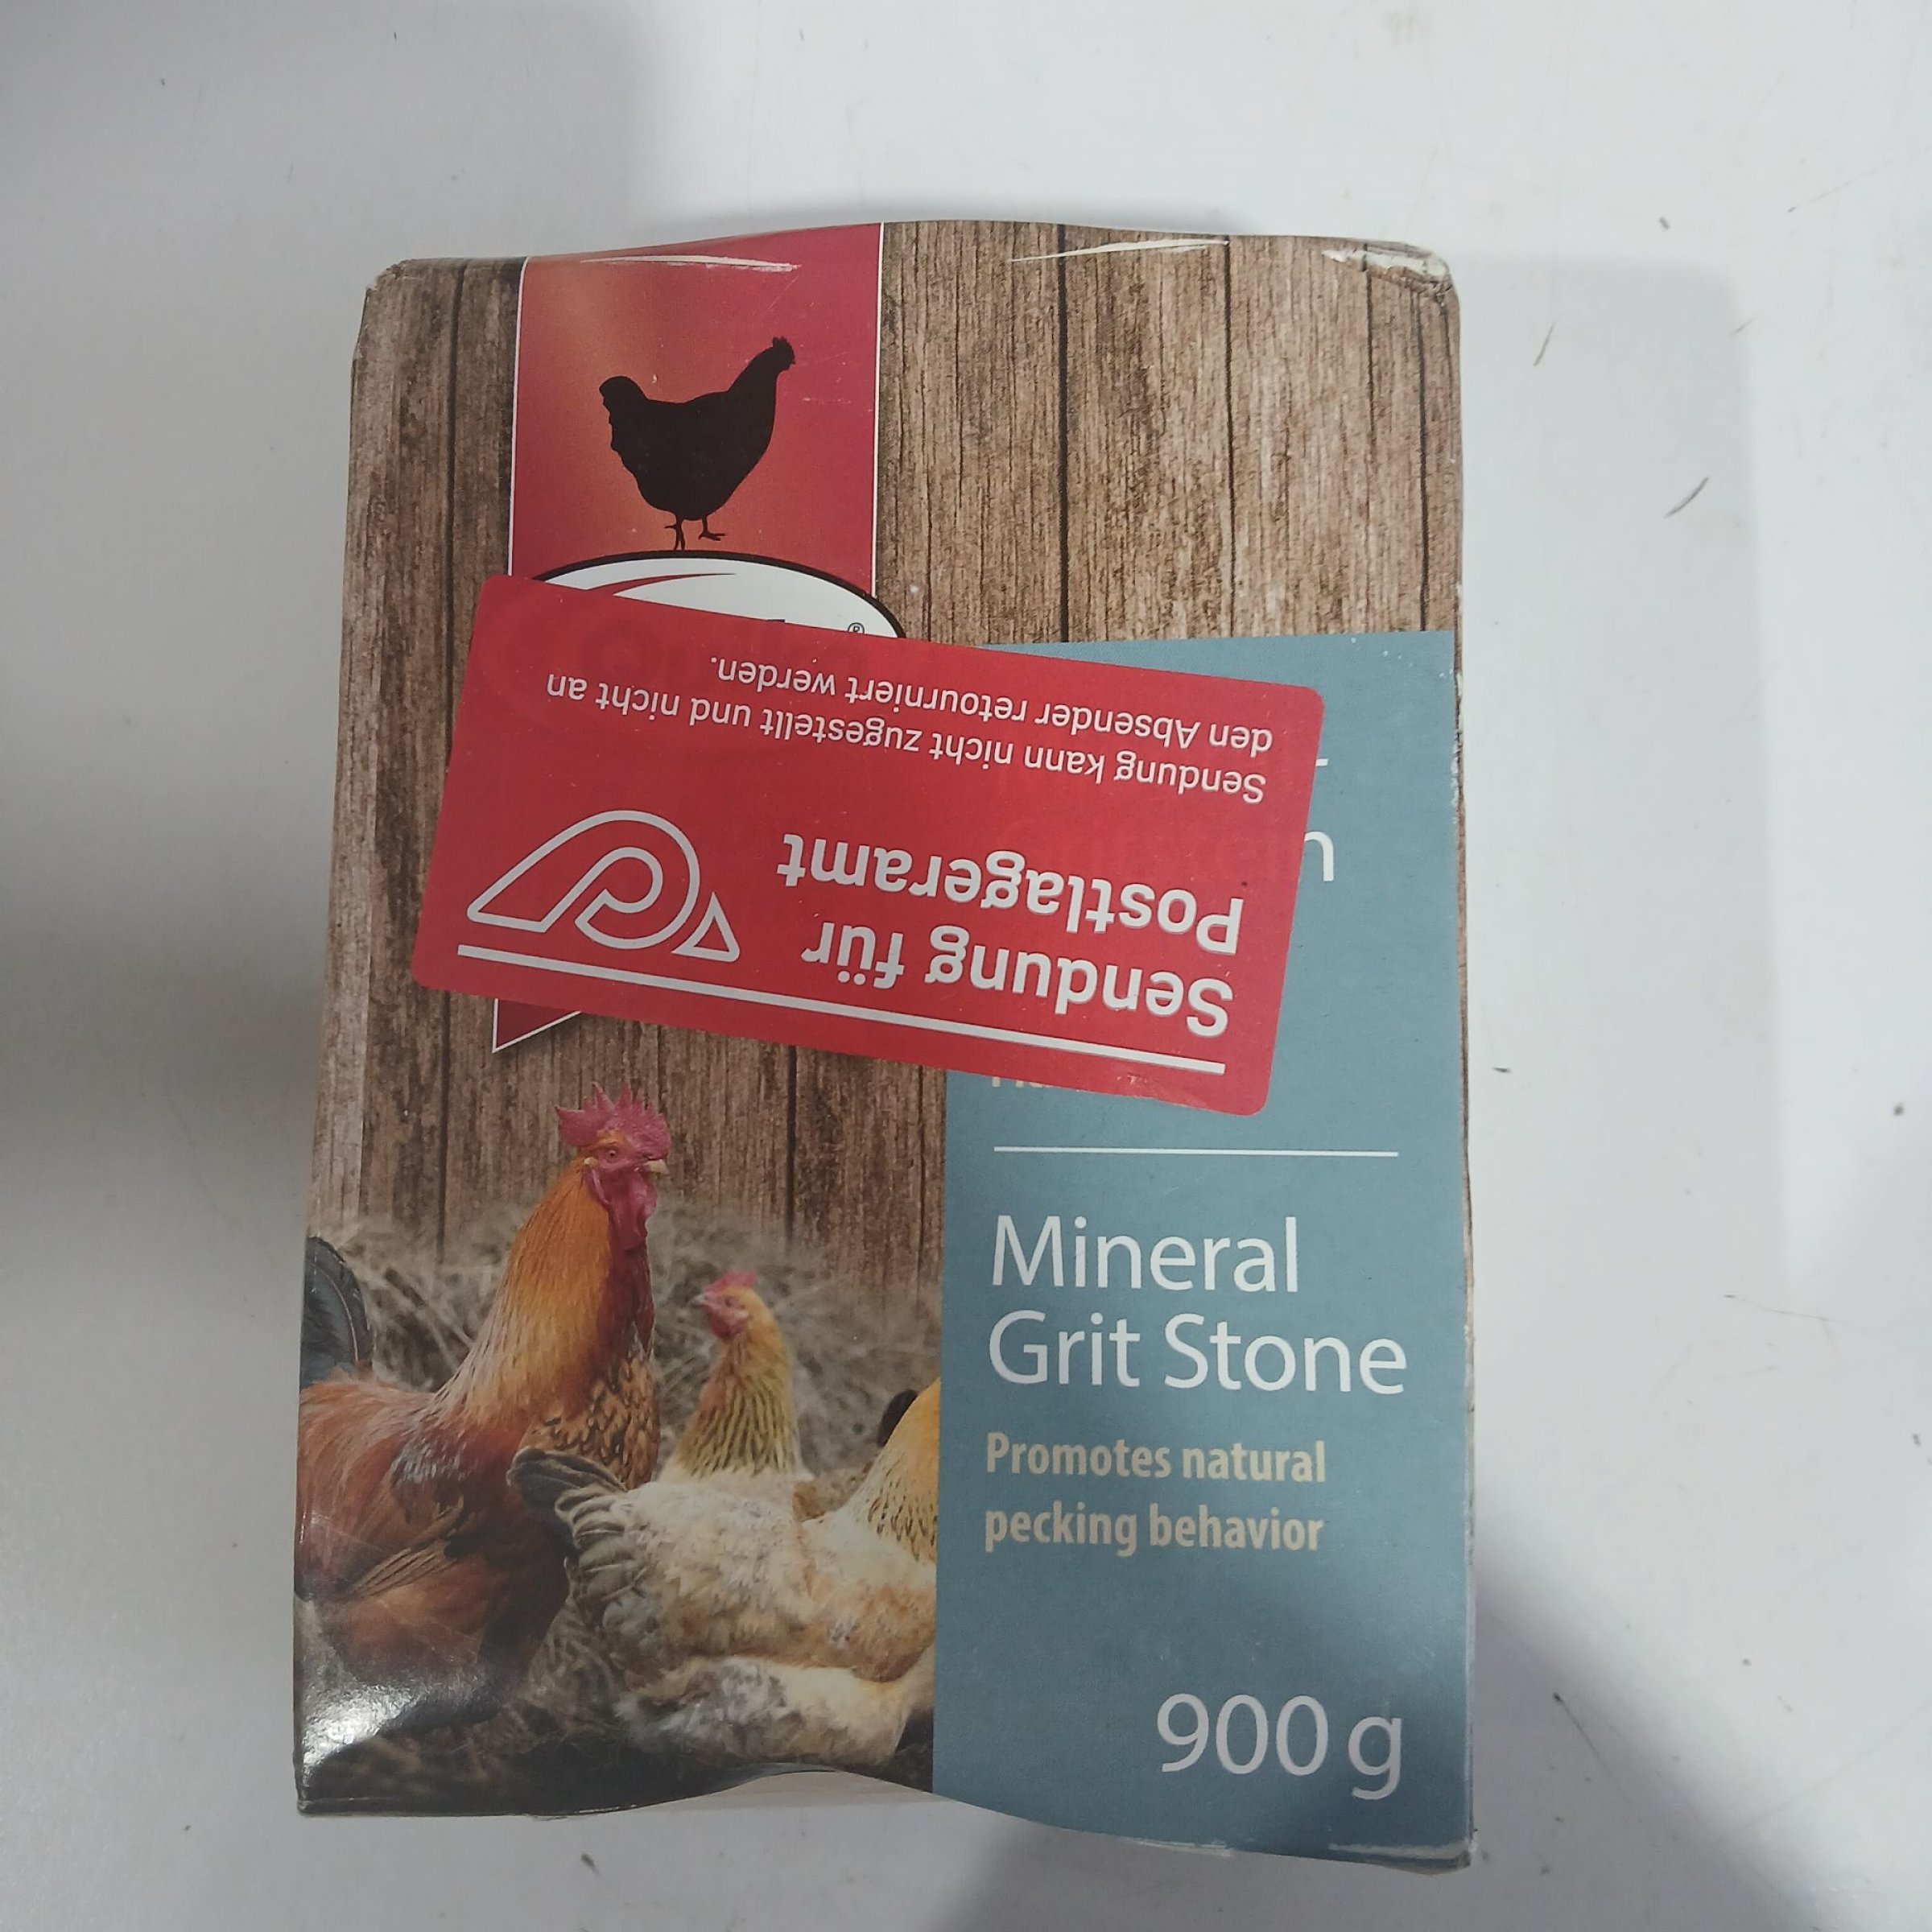 ®
Sendung für
Postlageramt
Sendung kann nicht zugestellt und nicht an
den Absender retourniert werden.
Mineral
Grit Stone
Promotes natural
pecking behavior
900 g